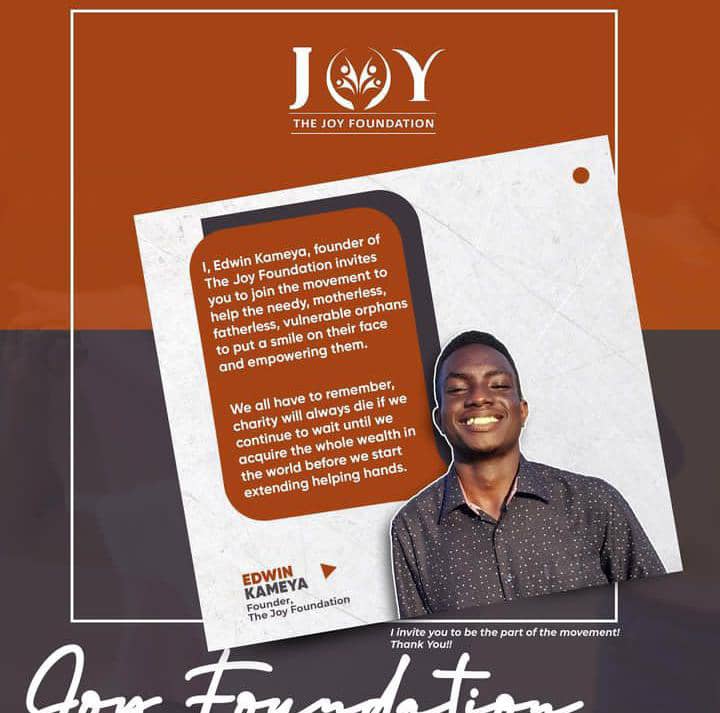 JOY
THE JOY FOUNDATION
I, Edwin Kameya, founder of
The Joy Foundation invites
you to join the movement to
help the needy, motherless,
fatherless, vulnerable orphans
to put a smile on their face
and empowering them.
We all have to remember,
charity will always die if we
continue to wait until we
acquire the whole wealth in
the world before we start
extending helping hands.
EDWIN
KAMEYA
Founder,
The Joy Foundation
I invite you to be the part of the movement!
Thank You!!
Joy Foundation